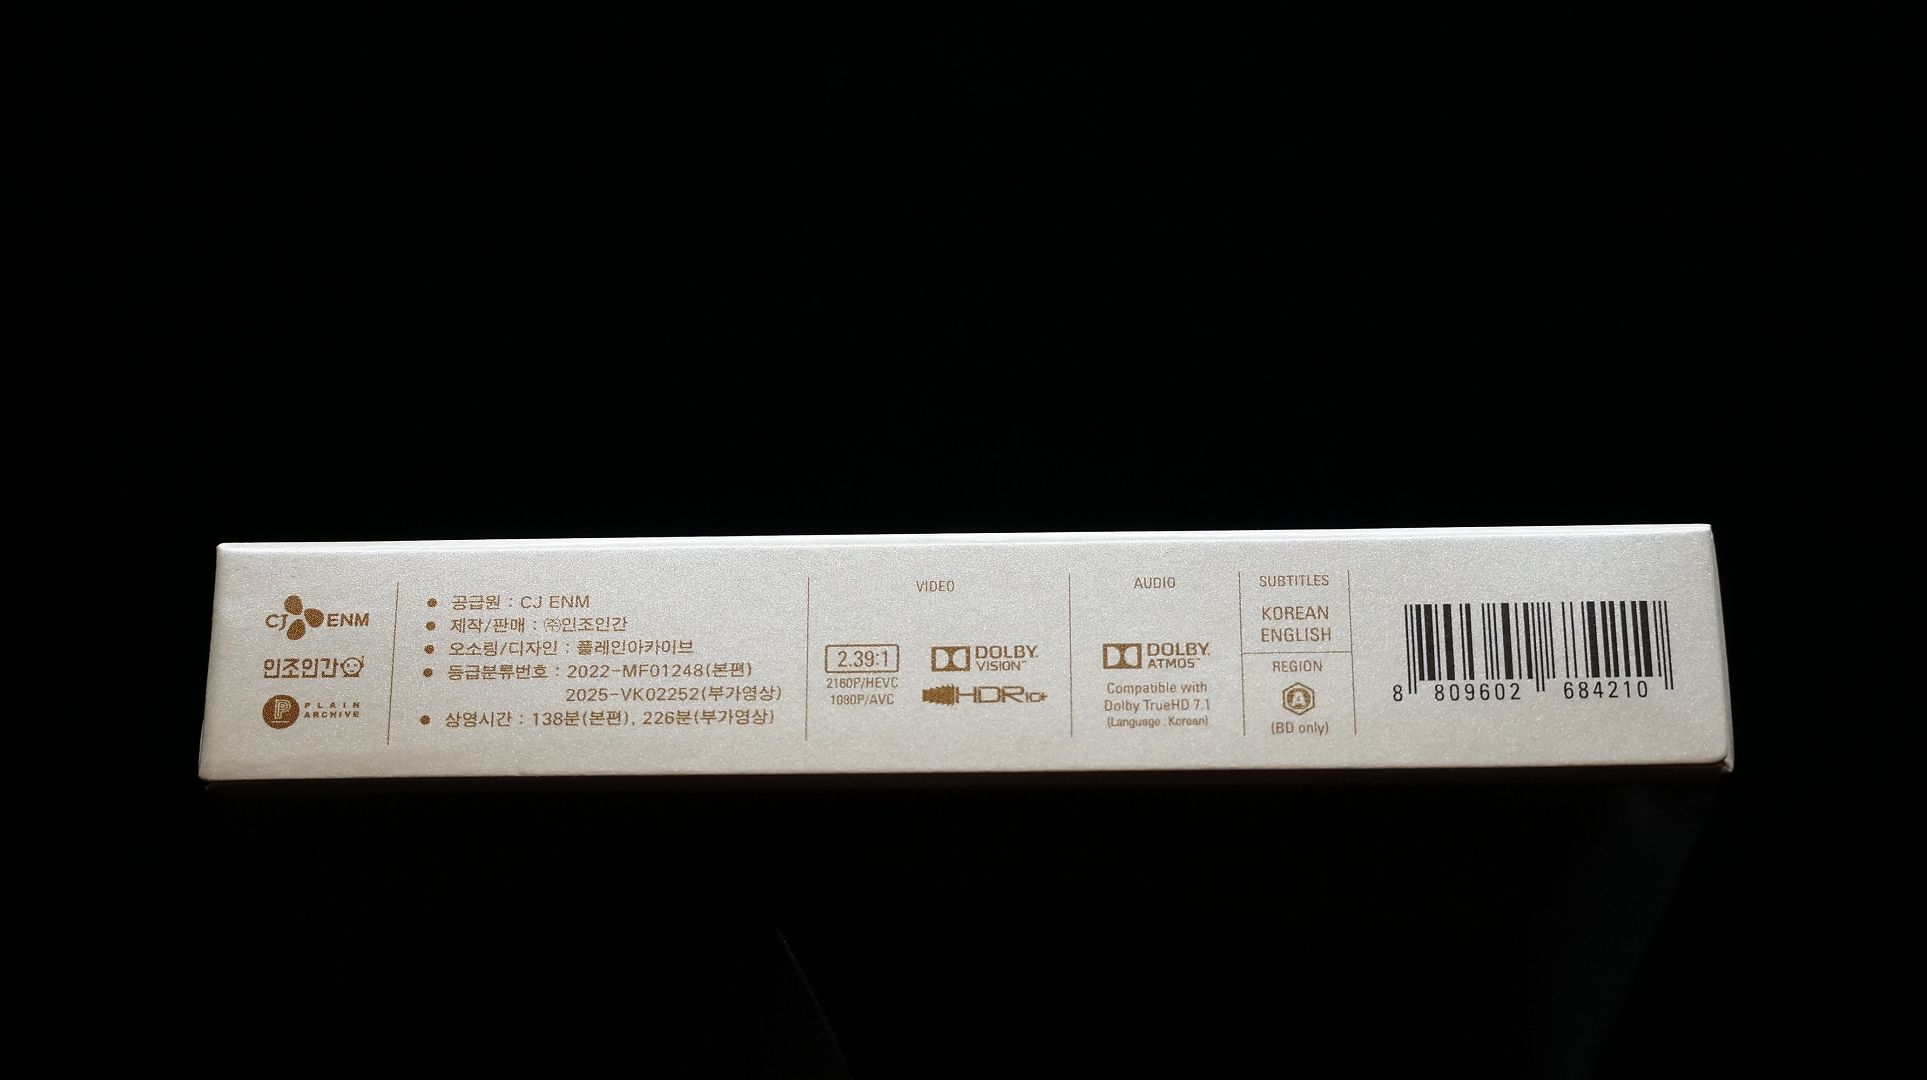 CJ ENM
인조인간
PLAIN
ARCHIVE
● 공급원 : CJ ENM
● 제작/판매 : ㈜인조인간
● 오소링/디자인 : 플레인아카이브
● 등급분류번호 : 2022-MF01248(본편)
2025-VK02252(부가영상)
● 상영시간 : 138분(본편), 226분(부가영상)
VIDEO
2.39:1
2160P/HEVC
1080P/AVC
DOLBY
VISION™
HDR10+
AUDIO
DOLBY
ATMOS™
Compatible with
Dolby TrueHD 7.1
(Language : Korean)
SUBTITLES
KOREAN
ENGLISH
REGION
A
(BD only)
8 809602 684210